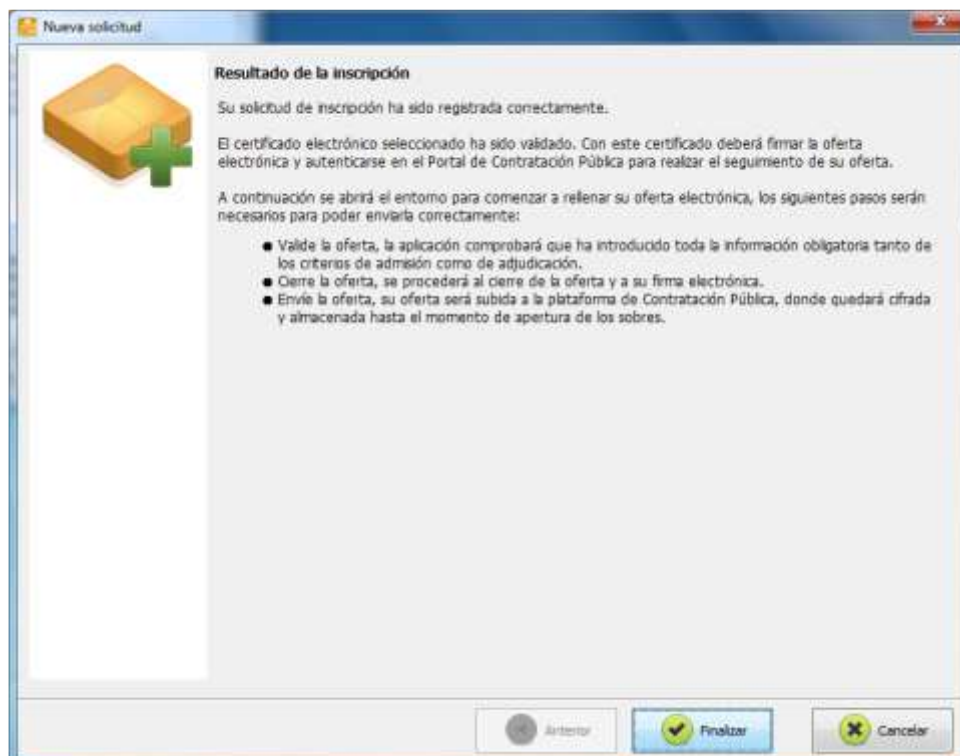 Nueva solicitud
Resultado de la inscripción
Su solicitud de inscripción ha sido registrada correctamente.
El certificado electrónico seleccionado ha sido validado. Con este certificado deberá firmar la oferta
electrónica y autenticarse en el Portal de Contratación Pública para realizar el seguimiento de su oferta.
A continuación se abrirá el entorno para comenzar a rellenar su oferta electrónica, los siguientes pasos serán
necesarios para poder enviarla correctamente:
● Valide la oferta, la aplicación comprobará que ha introducido toda la información obligatoria tanto de
los criterios de admisión como de adjudicación.
● Cierre la oferta, se procederá al cierre de la oferta y a su firma electrónica.
● Envíe la oferta, su oferta será subida a la plataforma de Contratación Pública, donde quedará cifrada
y almacenada hasta el momento de apertura de los sobres.
Anterior
Finalizar
Cancelar